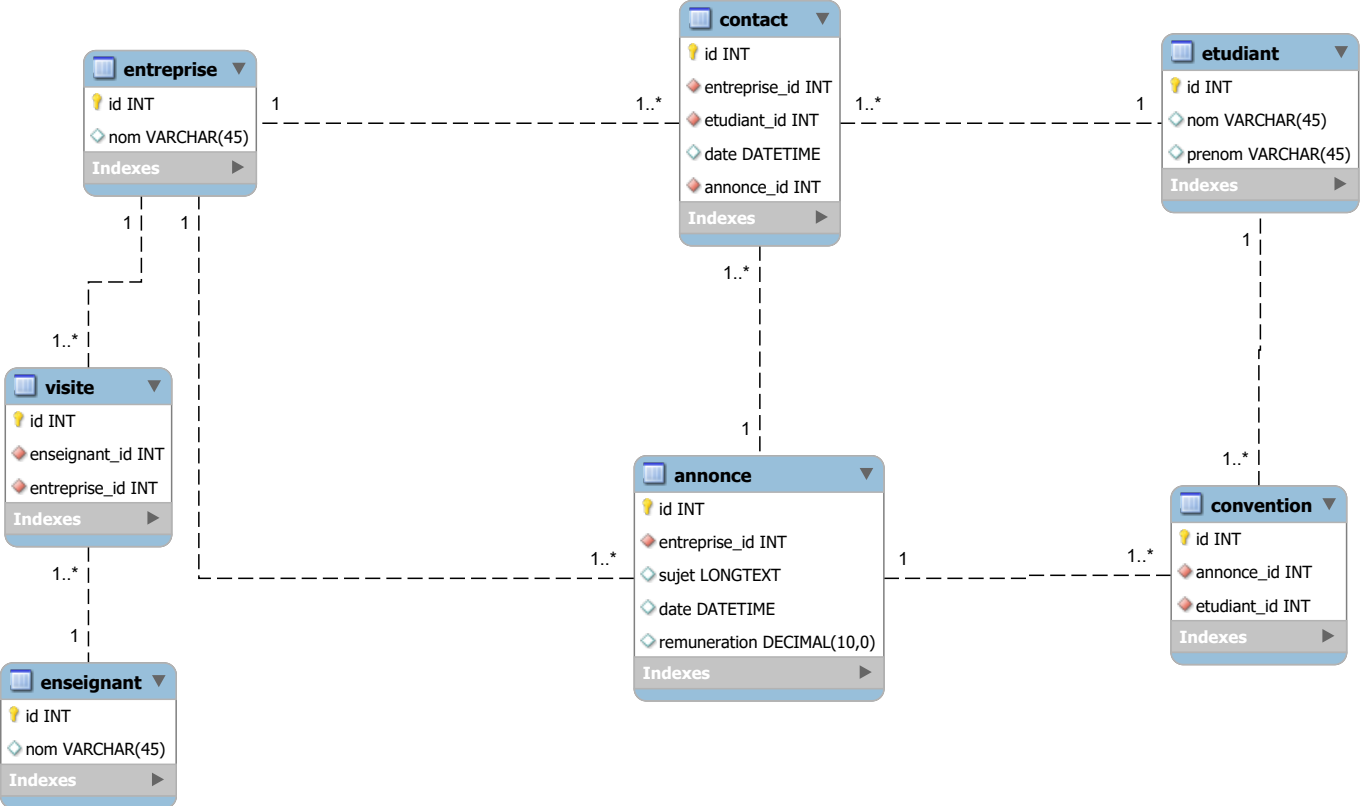 entreprise
id INT
nom VARCHAR(45)
Indexes
1
1..*
contact
id INT
entreprise_id INT
etudiant_id INT
date DATETIME
annonce_id INT
Indexes
1..*
1
etudiant
id INT
nom VARCHAR(45)
prenom VARCHAR(45)
Indexes
1
1
1..*
1
1..*
visite
id INT
enseignant_id INT
entreprise_id INT
Indexes
1..*
1
enseignant
id INT
nom VARCHAR(45)
Indexes
1..*
1
annonce
id INT
entreprise_id INT
sujet LONGTEXT
date DATETIME
remuneration DECIMAL(10,0)
Indexes
1
1..*
1..*
convention
id INT
annonce_id INT
etudiant_id INT
Indexes